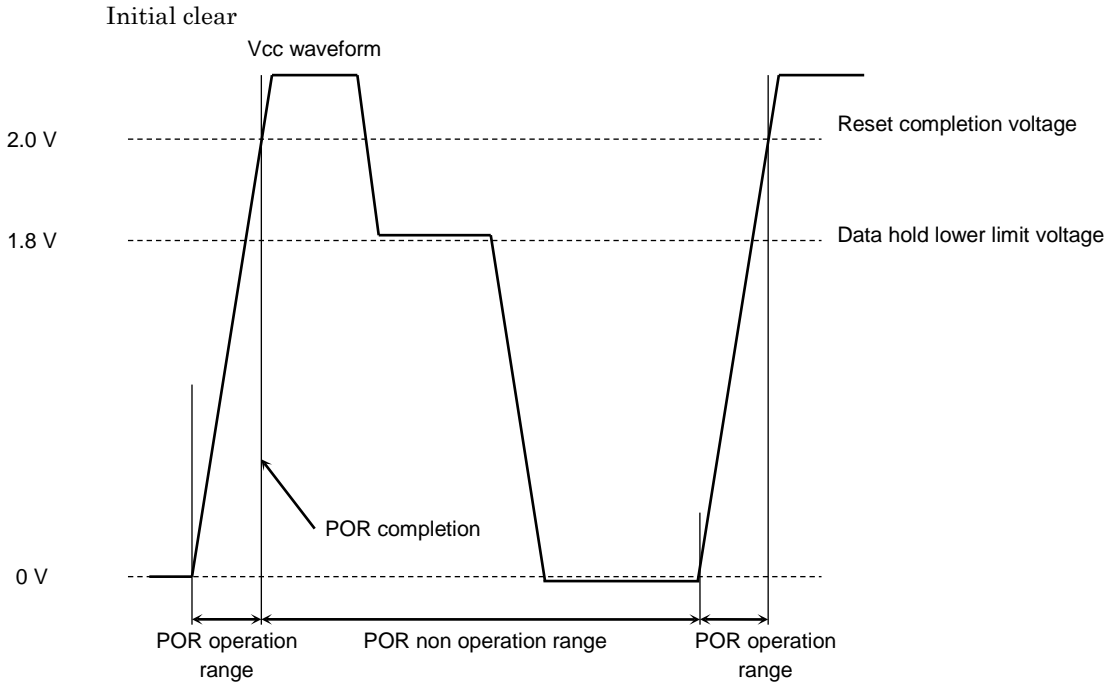 Initial clear
Vcc waveform
2.0 V
Reset completion voltage
1.8 V
Data hold lower limit voltage
POR completion
0 V
POR operation
range
POR non operation range
POR operation
range